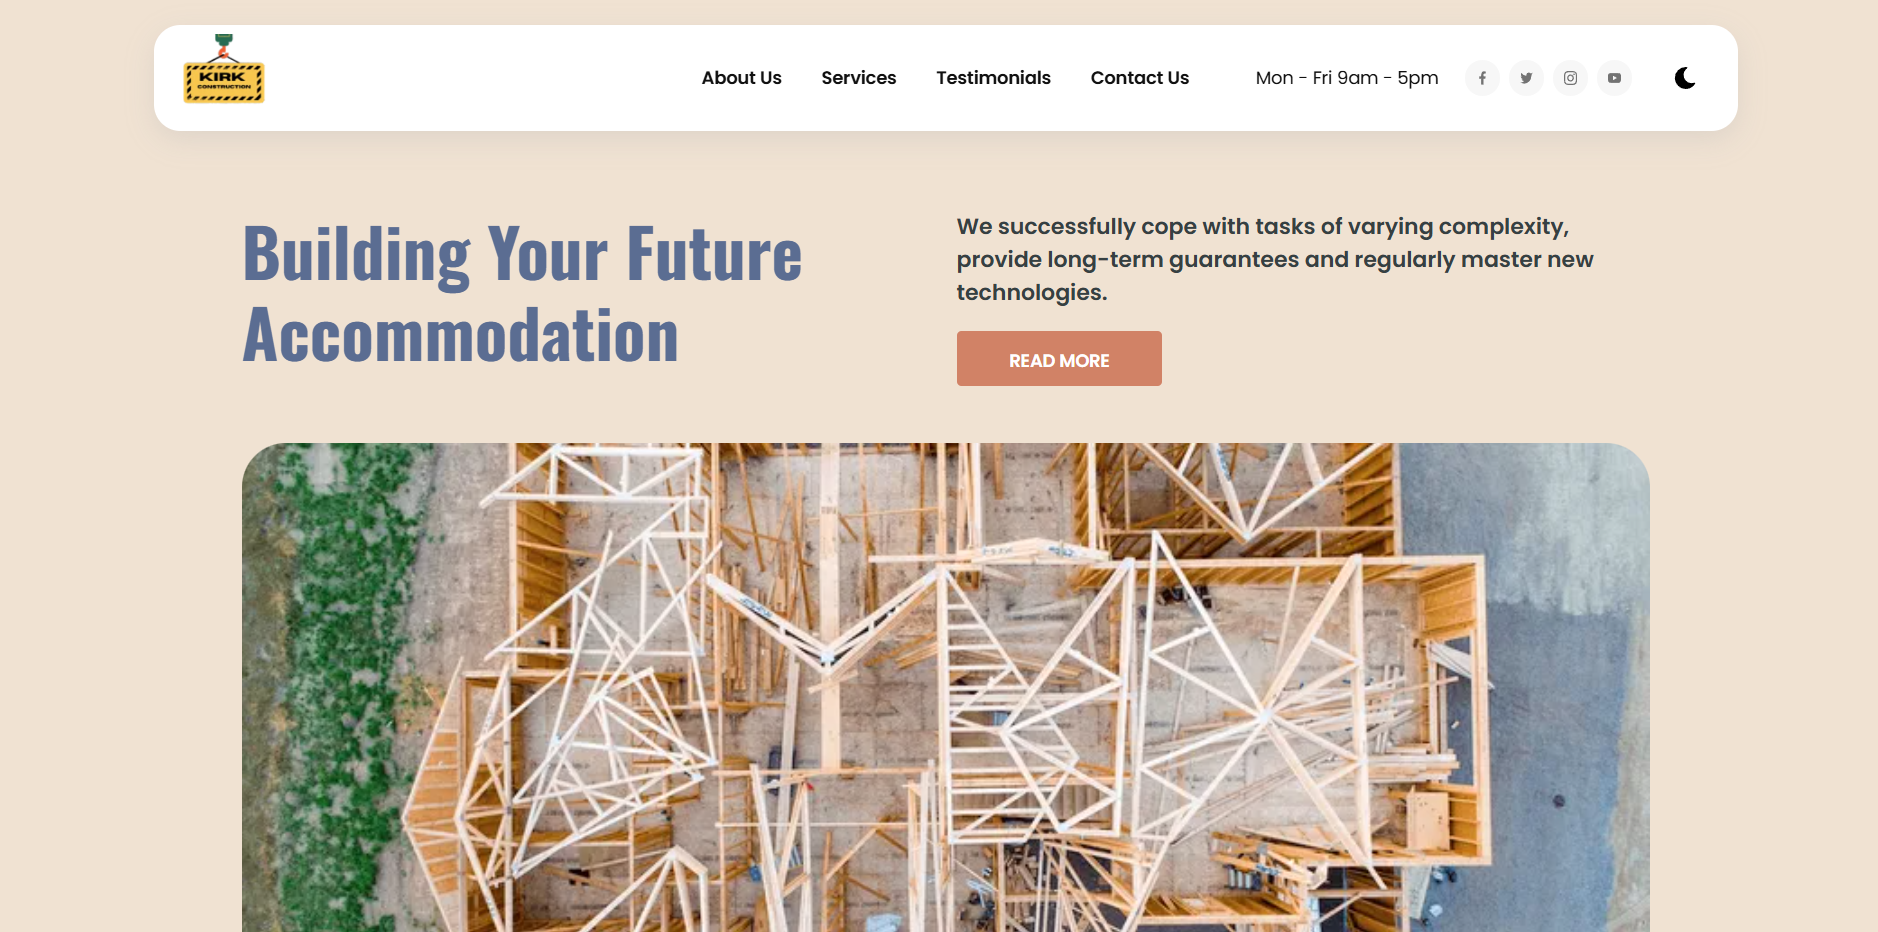 KIRK
CONSTRUCTION
About Us
Services
Testimonials
Contact Us
Mon - Fri 9am - 5pm
Building Your Future
Accommodation
We successfully cope with tasks of varying complexity,
provide long-term guarantees and regularly master new
technologies.
READ MORE